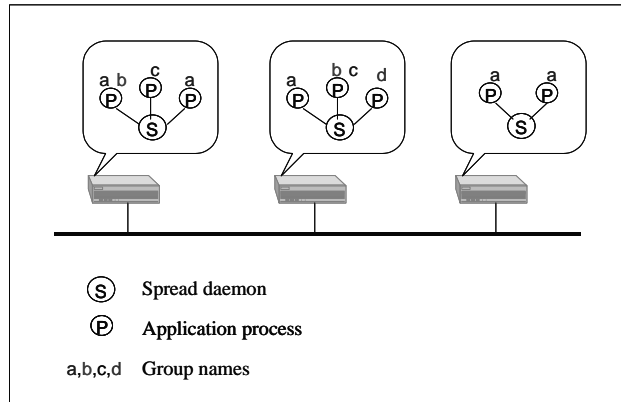 a b c a
P P P
S
a b c d
P P P
S
a a
P P
S
S Spread daemon
P Application process
a,b,c,d Group names